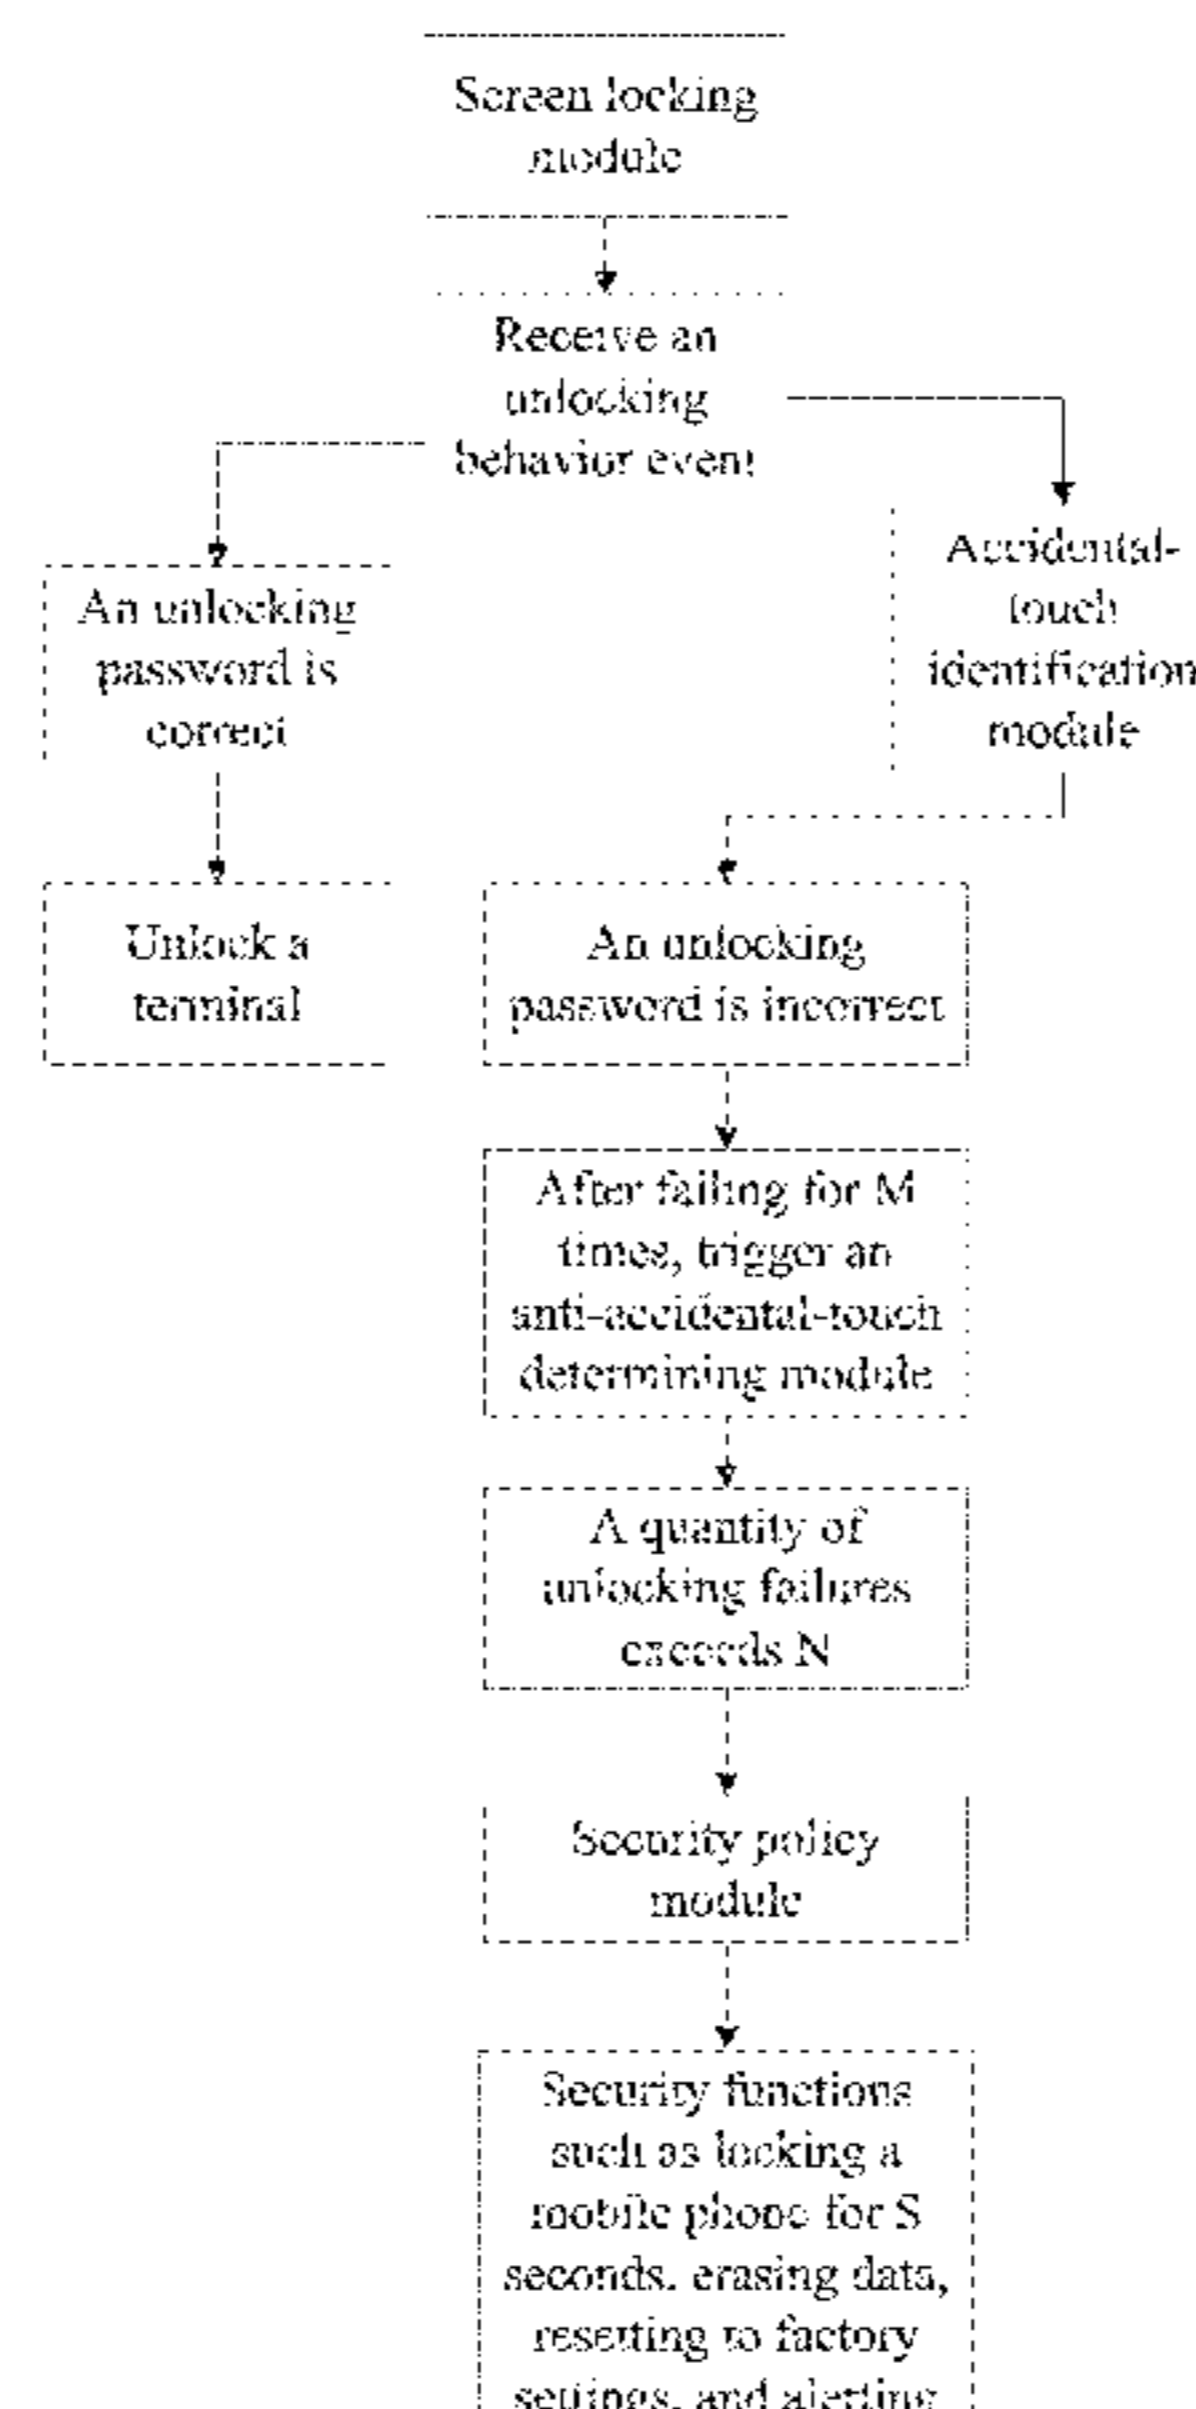 Screen locking
module
Receive an
unlocking
behavior event
Accidental-
touch
identification
module
An unlocking
password is
correct
Unlock a
terminal
An unlocking
password is incorrect
After failing for M
times, trigger an
anti-accidental-touch
determining module
A quantity of
unlocking failures
exceeds N
Security policy
module
Security functions
such as locking a
mobile phone for S
seconds, erasing data,
resetting to factory
settings, and alerting